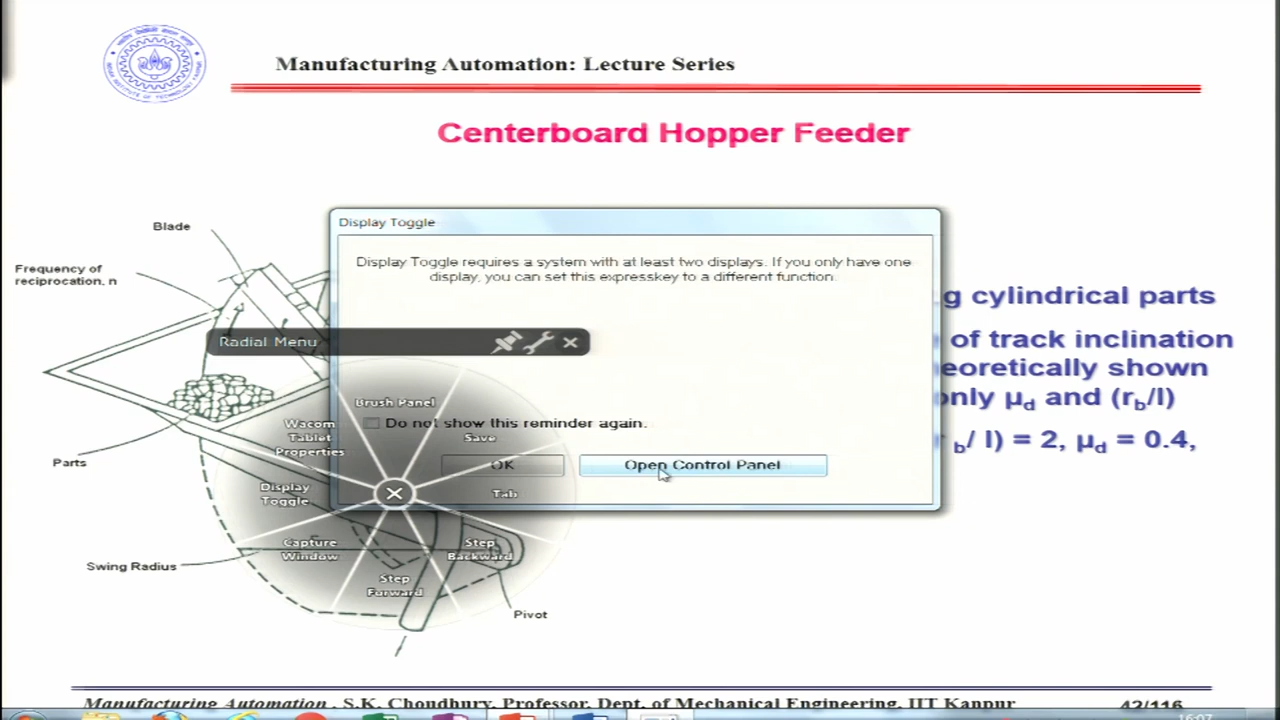 Manufacturing Automation: Lecture Series
Centerboard Hopper Feeder
Blade
Frequency of
reciprocation, n
Parts
Swing Radius
Pivot
Display Toggle
Display Toggle requires a system with at least two displays. If you only have one
display, you can set this expresskey to a different function.
Do not show this reminder again.
OK
Open Control Panel
Radial Menu
Brush Panel
Save
Tab
Step
Backward
Step
Forward
Capture
Window
Display
Toggle
Wacom
Tablet
Properties
g cylindrical parts
of track inclination
eoretically shown
only μd and (rb/l)
b/ l) = 2, μd = 0.4,
Manufacturing Automation , S.K. Choudhury, Professor, Dept. of Mechanical Engineering, IIT Kanpur
42/116
16:07